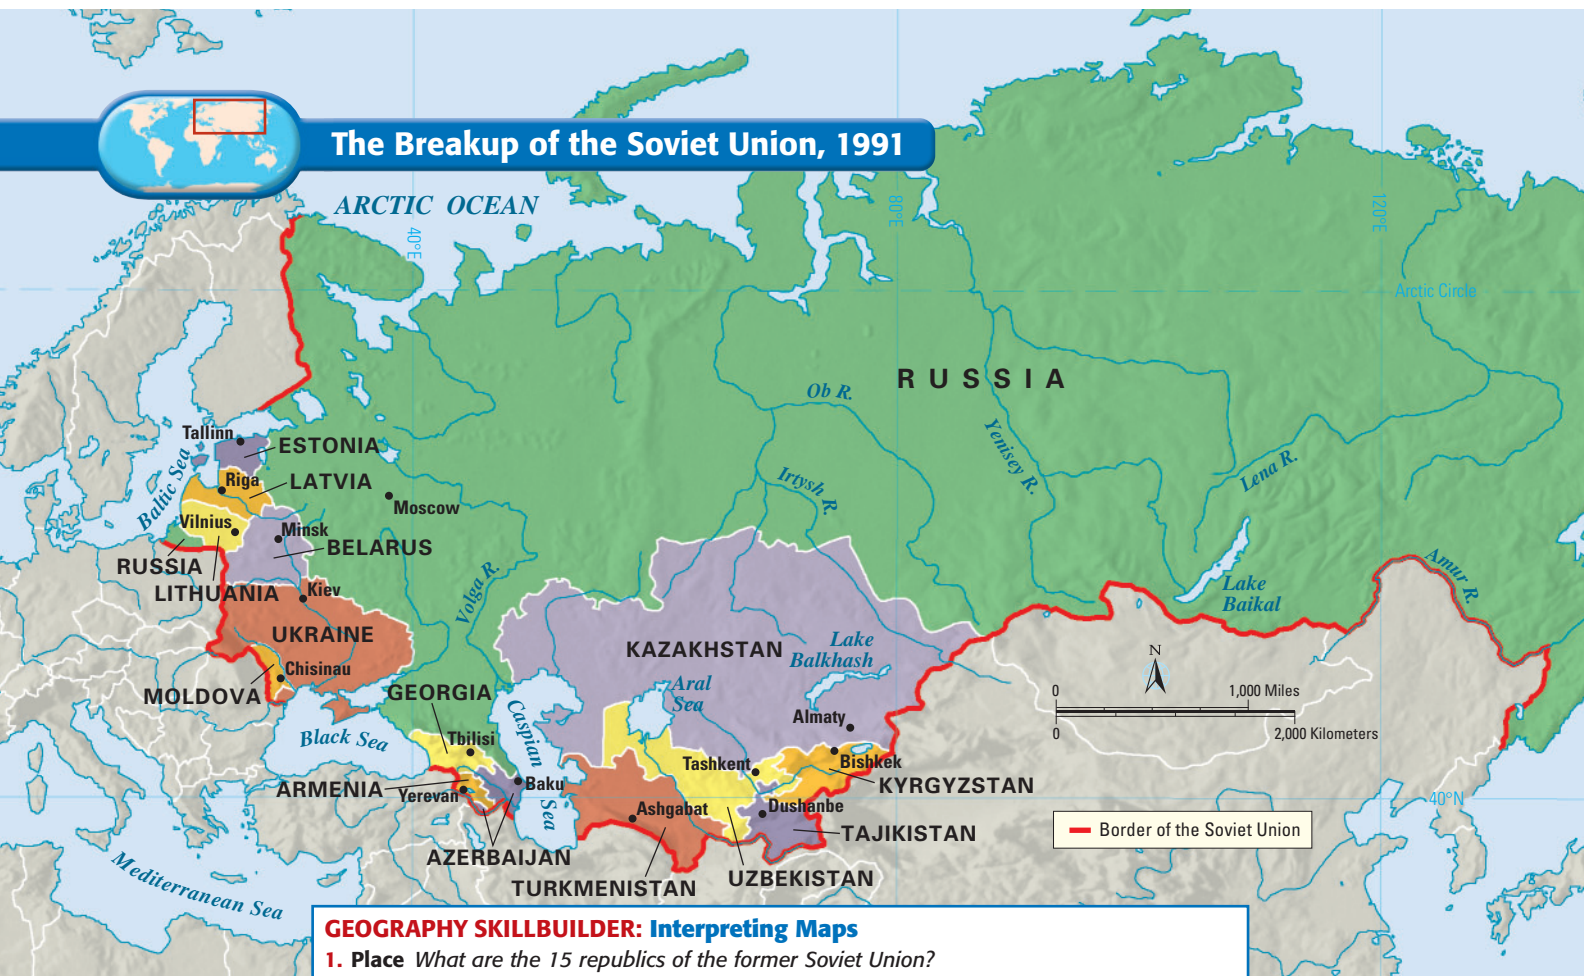 The Breakup of the Soviet Union, 1991
ARCTIC OCEAN
40°E
80°E
120°E
Arctic Circle
RUSSIA
Ob R.
Yenisey R.
Irtysh R.
Lena R.
Tallinn
ESTONIA
Baltic Sea
Riga
LATVIA
Moscow
Vilnius
Minsk
BELARUS
RUSSIA
LITHUANIA
Kiev
Volga R.
UKRAINE
Lake
Baikal
Amur R.
KAZAKHSTAN
Lake
Balkhash
Chisinau
MOLDOVA
GEORGIA
Aral
Sea
Caspian
Sea
Almaty
N
0
1,000 Miles
0
2,000 Kilometers
Black Sea
Tbilisi
Tashkent
Bishkek
KYRGYZSTAN
ARMENIA
Yerevan
Baku
Ashgabat
Dushanbe
TAJIKISTAN
40°N
Border of the Soviet Union
AZERBAIJAN
TURKMENISTAN
UZBEKISTAN
Mediterranean Sea
GEOGRAPHY SKILLBUILDER: Interpreting Maps
1. Place What are the 15 republics of the former Soviet Union?